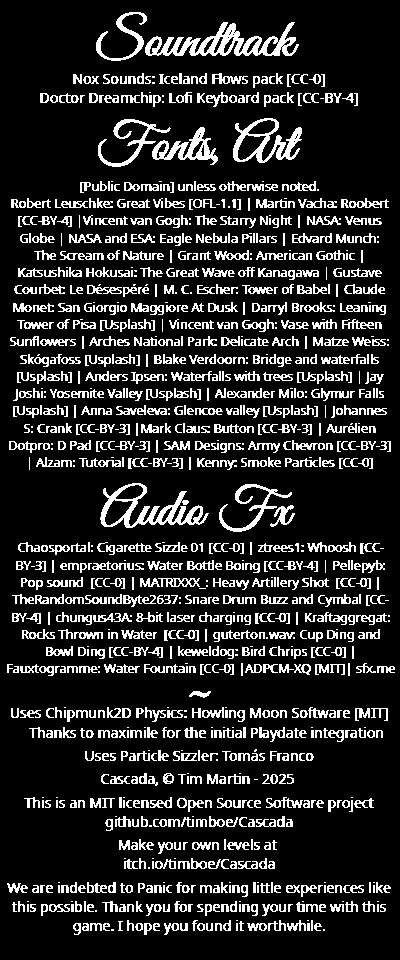 Soundtrack
Nox Sounds: Iceland Flows pack [CC-0]
Doctor Dreamchip: Lofi Keyboard pack [CC-BY-4]
Fonts, Art
[Public Domain] unless otherwise noted.
Robert Leuschke: Great Vibes [OFL-1.1] | Martin Vacha: Roobert
[CC-BY-4] |Vincent van Gogh: The Starry Night | NASA: Venus
Globe | NASA and ESA: Eagle Nebula Pillars | Edvard Munch:
The Scream of Nature | Grant Wood: American Gothic |
Katsushika Hokusai: The Great Wave off Kanagawa | Gustave
Courbet: Le Désespéré | M. C. Escher: Tower of Babel | Claude
Monet: San Giorgio Maggiore At Dusk | Darryl Brooks: Leaning
Tower of Pisa [Usplash] | Vincent van Gogh: Vase with Fifteen
Sunflowers | Arches National Park: Delicate Arch | Matze Weiss:
Skógafoss [Usplash] | Blake Verdoorn: Bridge and waterfalls
[Usplash] | Anders Ipsen: Waterfalls with trees [Usplash] | Jay
Joshi: Yosemite Valley [Usplash] | Alexander Milo: Glymur Falls
[Usplash] | Anna Saveleva: Glencoe valley [Usplash] | Johannes
S: Crank [CC-BY-3] |Mark Claus: Button [CC-BY-3] | Aurélien
Dotpro: D Pad [CC-BY-3] | SAM Designs: Army Chevron [CC-BY-3]
| Alzam: Tutorial [CC-BY-3] | Kenny: Smoke Particles [CC-0]
Audio Fx
Chaosportal: Cigarette Sizzle 01 [CC-0] | ztrees1: Whoosh [CC-
BY-3] | empraetorius: Water Bottle Boing [CC-BY-4] | Pellepyb:
Pop sound [CC-0] | MATRIXXX_: Heavy Artillery Shot [CC-0] |
TheRandomSoundByte2637: Snare Drum Buzz and Cymbal [CC-
BY-4] | chungus43A: 8-bit laser charging [CC-0] | Kraftaggregat:
Rocks Thrown in Water [CC-0] | guterton.wav: Cup Ding and
Bowl Ding [CC-BY-4] | keweldog: Bird Chrips [CC-0] |
Fauxtogramme: Water Fountain [CC-0] |ADPCM-XQ [MIT]| sfx.me
~
Uses Chipmunk2D Physics: Howling Moon Software [MIT]
Thanks to maximile for the initial Playdate integration
Uses Particle Sizzler: Tomás Franco
Cascada, © Tim Martin - 2025
This is an MIT licensed Open Source Software project
github.com/timboe/Cascada
Make your own levels at
itch.io/timboe/Cascada
We are indebted to Panic for making little experiences like
this possible. Thank you for spending your time with this
game. I hope you found it worthwhile.